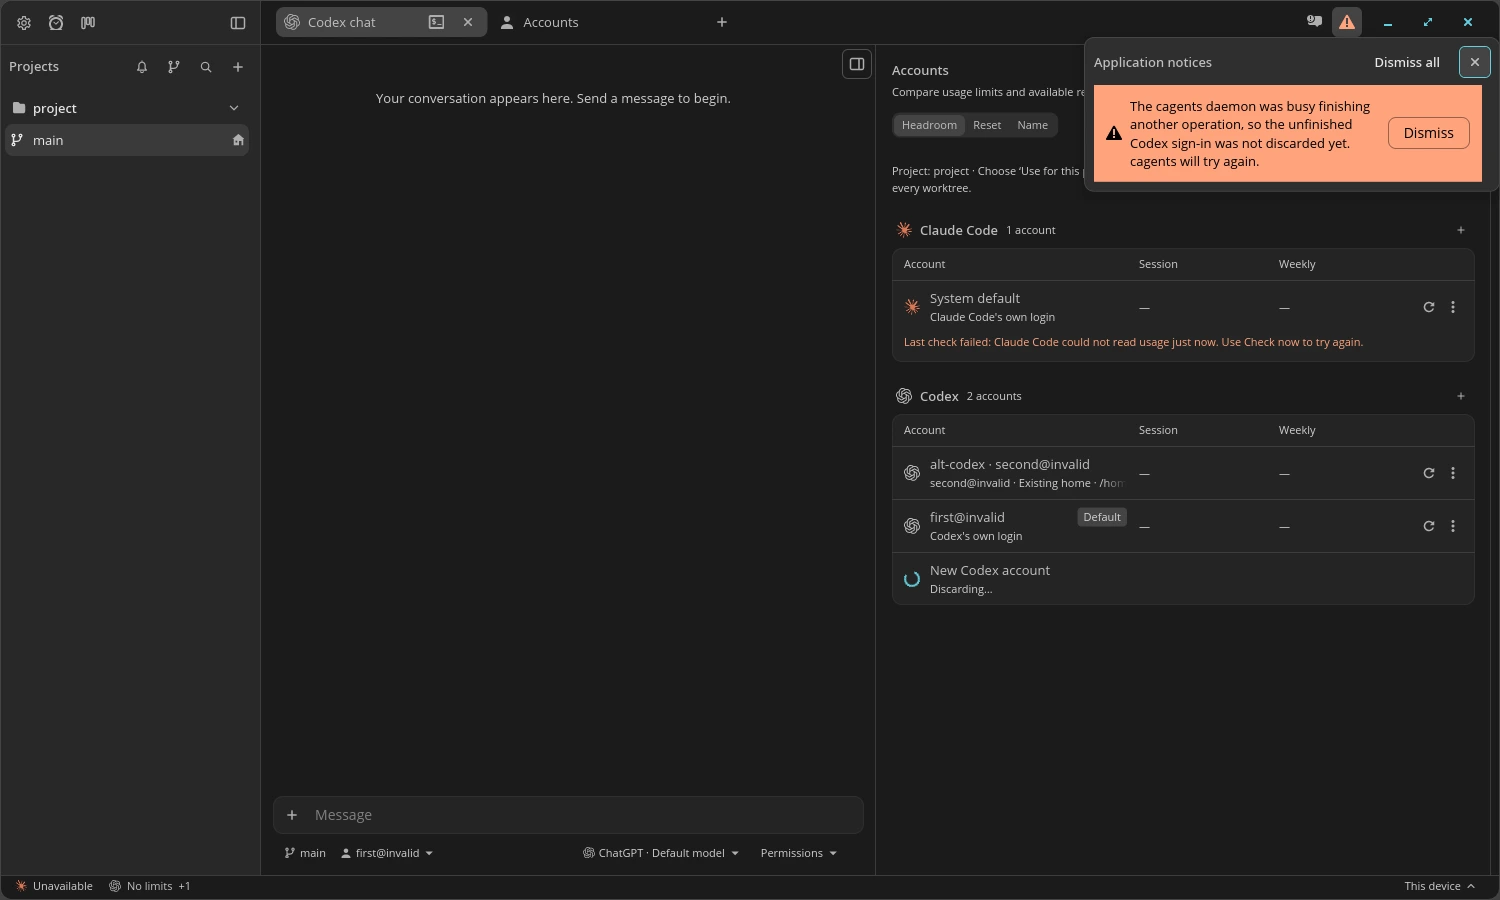 Codex chat
Accounts
Projects
project
main
Your conversation appears here. Send a message to begin.
Message
main
first@invalid
ChatGPT · Default model
Permissions
Accounts
Compare usage limits and available re
Headroom
Reset
Name
Project: project · Choose ‘Use for this
every worktree.
Application notices
Dismiss all
The cagents daemon was busy finishing
another operation, so the unfinished
Codex sign-in was not discarded yet.
cagents will try again.
Dismiss
Claude Code 1 account
Account Session Weekly
System default
Claude Code's own login
— —
Last check failed: Claude Code could not read usage just now. Use Check now to try again.
Codex 2 accounts
Account Session Weekly
alt-codex · second@invalid
second@invalid · Existing home · /hom
— —
first@invalid Default
Codex's own login
— —
New Codex account
Discarding...
Unavailable
No limits +1
This device